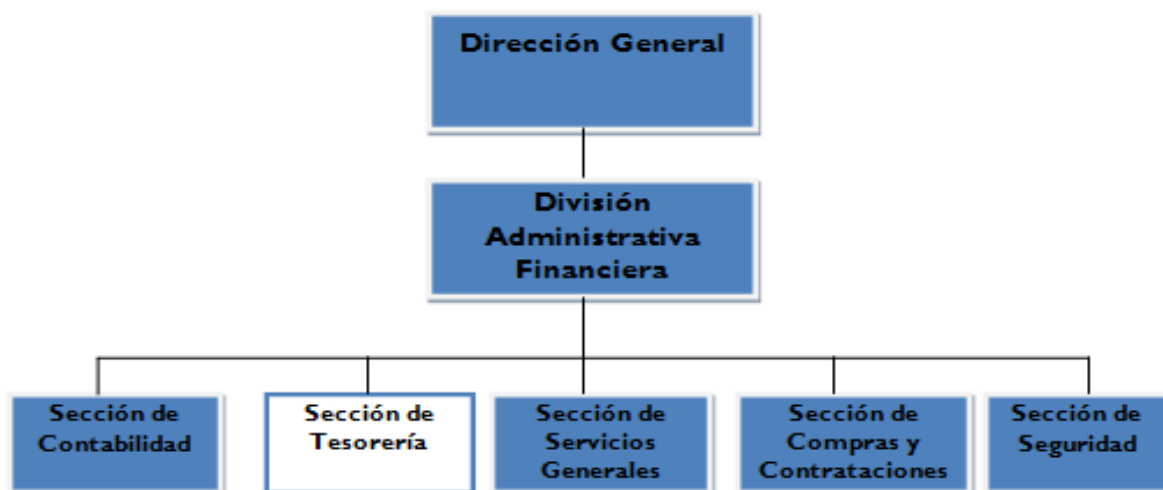 Dirección General
División
Administrativa
Financiera
Sección de
Contabilidad
Sección de
Tesorería
Sección de
Servicios
Generales
Sección de
Compras y
Contrataciones
Sección de
Seguridad